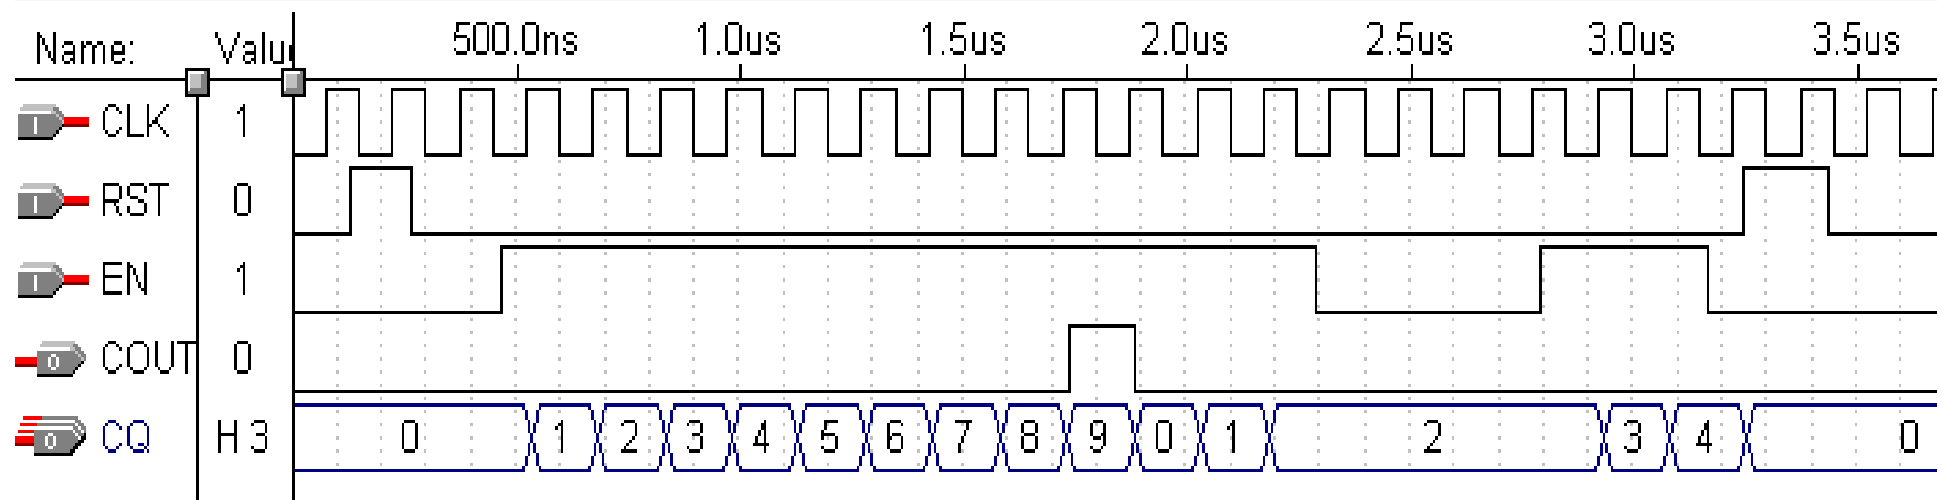 Name: Valu 500.0ns 1.0us 1.5us 2.0us 2.5us 3.0us 3.5us
I CLK 1
I RST 0
I EN 1
O COUT 0
O CQ H 3 0 1 2 3 4 5 6 7 8 9 0 1 2 3 4 0